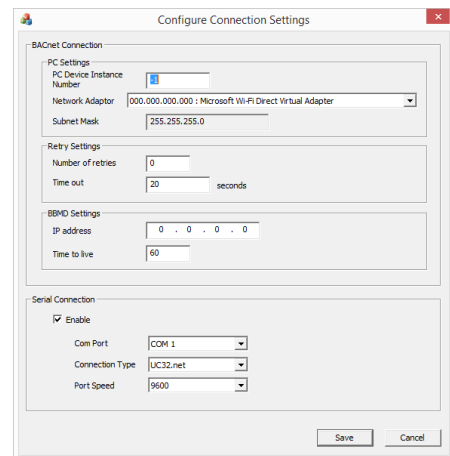 Configure Connection Settings
BACnet Connection
PC Settings
PC Device Instance
Number
-1
Network Adaptor 000.000.000.000 : Microsoft Wi-Fi Direct Virtual Adapter
Subnet Mask 255.255.255.0
Retry Settings
Number of retries 0
Time out 20 seconds
BBMD Settings
IP address 0 . 0 . 0 . 0
Time to live 60
Serial Connection
Enable
Com Port COM 1
Connection Type UC32.net
Port Speed 9600
Save Cancel